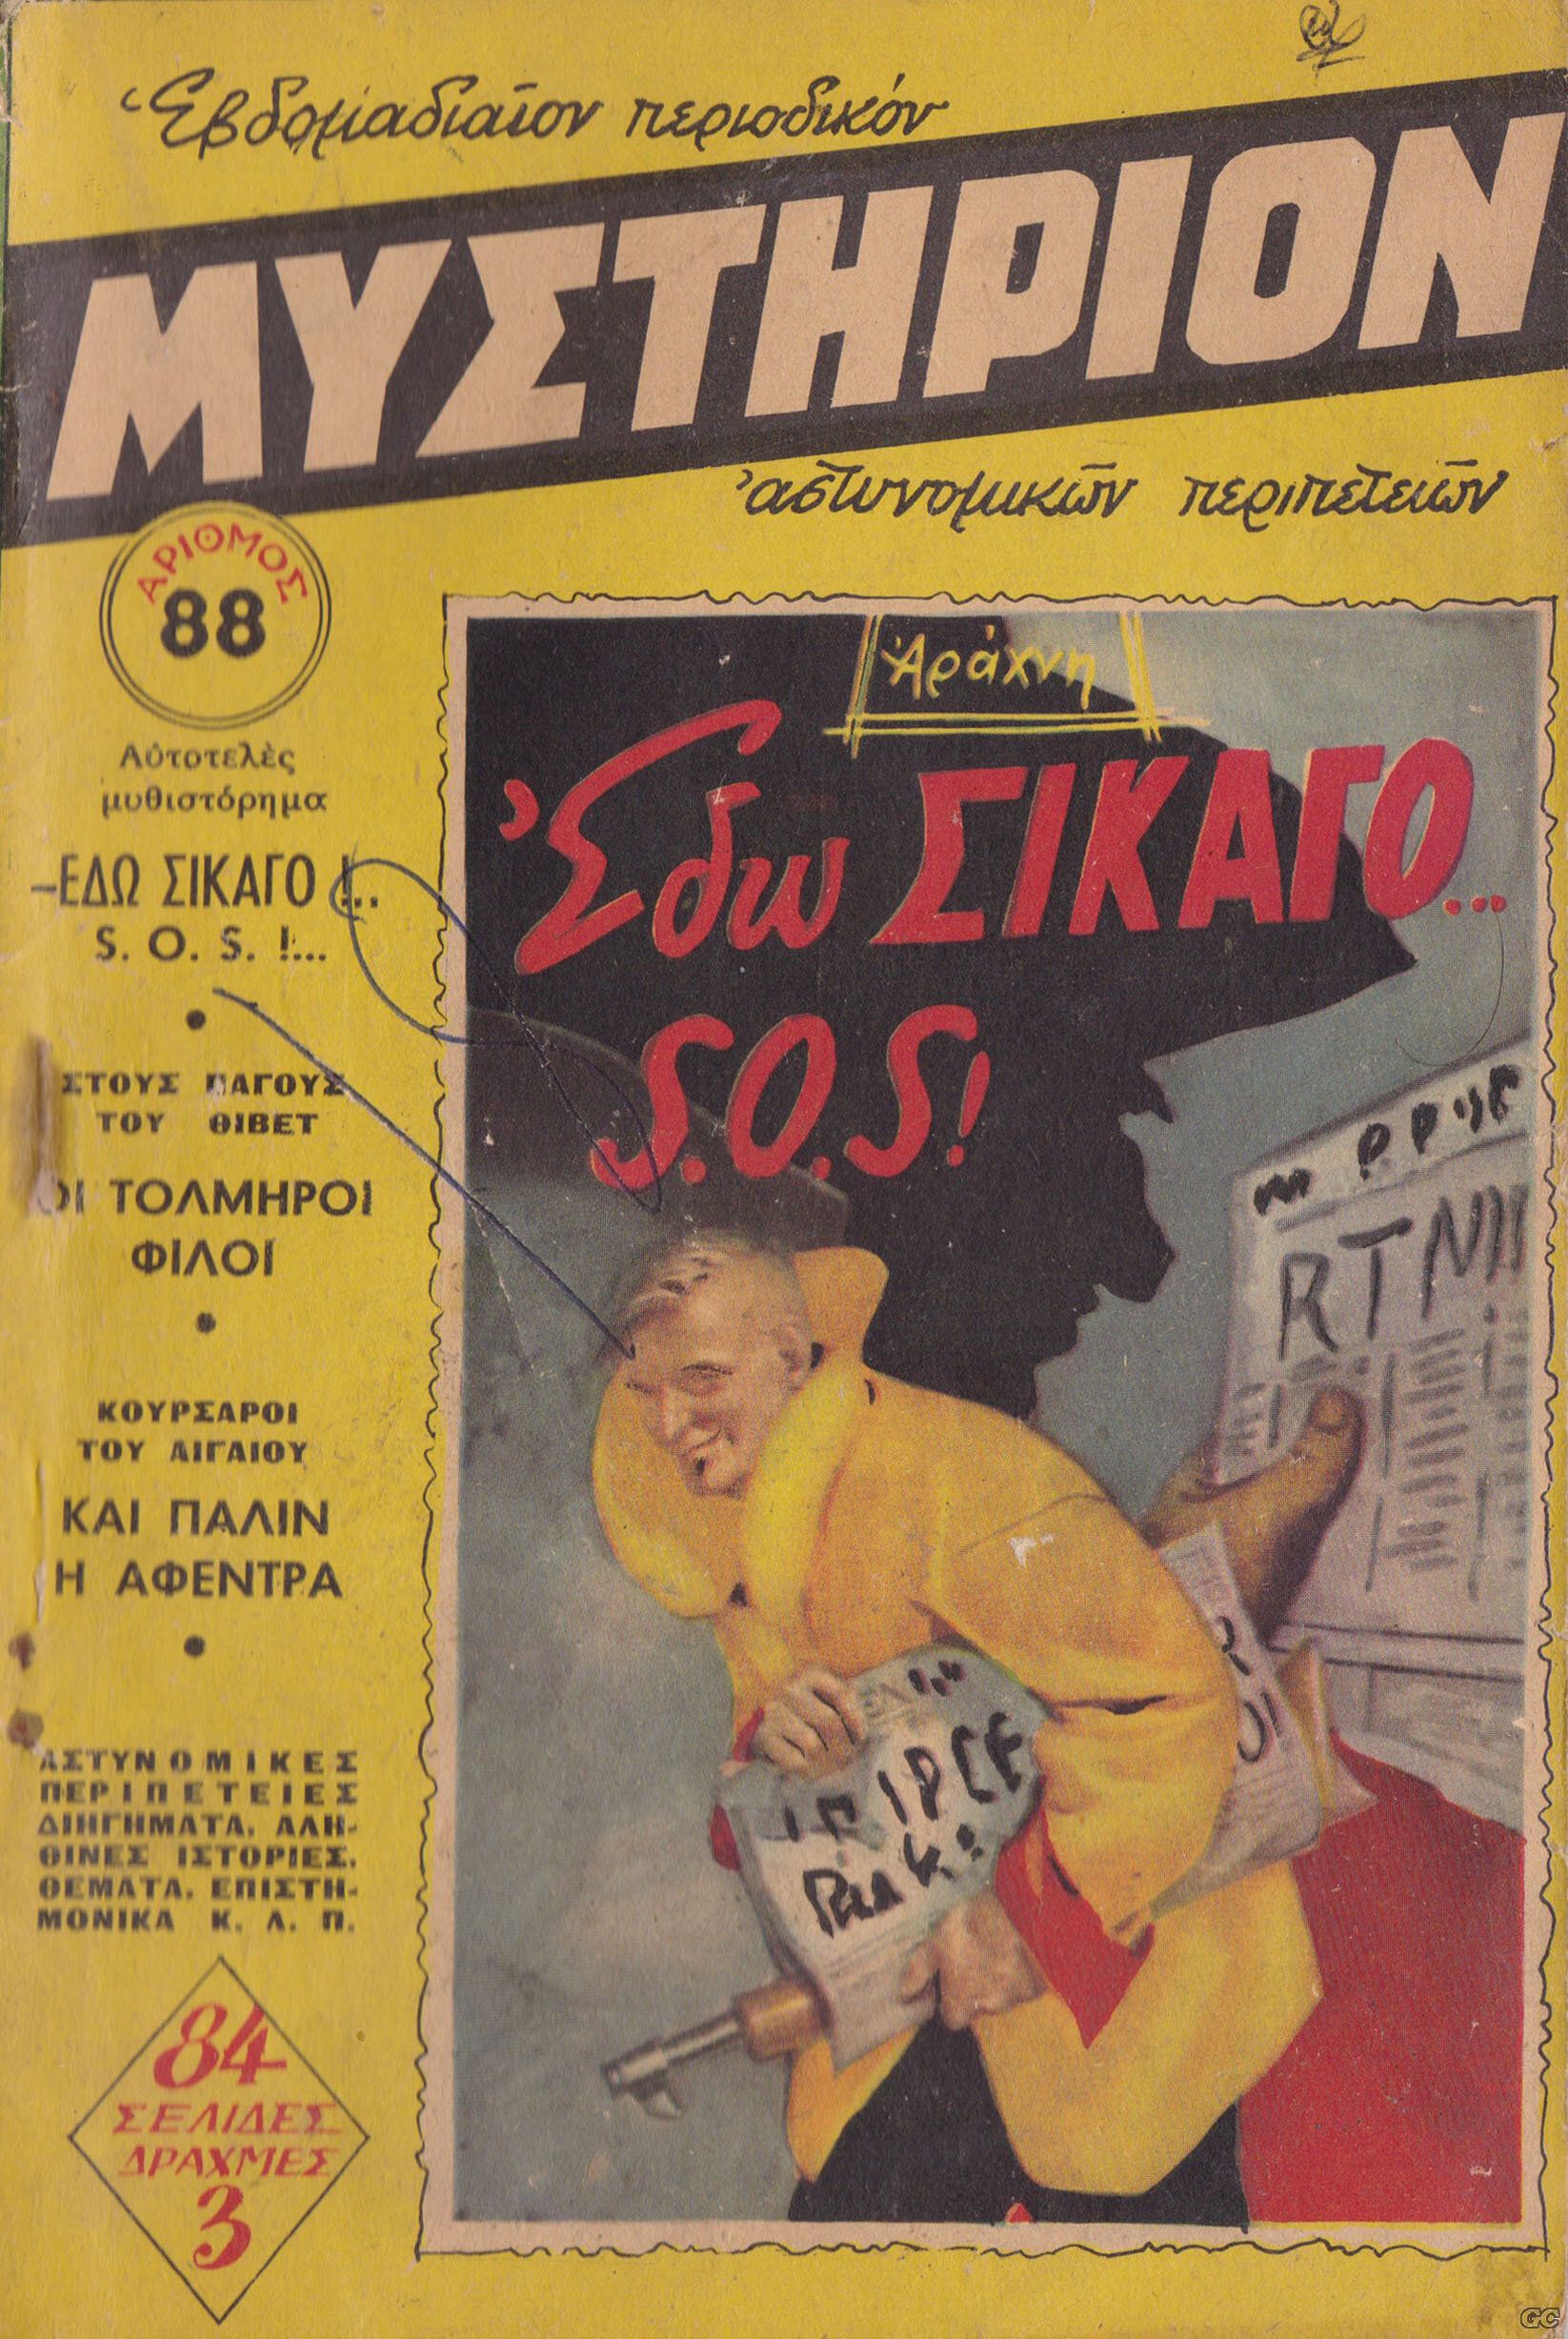 Ἑβδομαδιαῖον περιοδικόν
ΜΥΣΤΗΡΙΟΝ
ἀστυνομικῶν περιπετειῶν
ΑΡΙΘΜΟΣ
88
Αὐτοτελὲς
μυθιστόρημα
–ΕΔΩ ΣΙΚΑΓΟ !..
S. O. S. !...
•
ΣΤΟΥΣ ΠΑΓΟΥΣ
ΤΟΥ ΘΙΒΕΤ
ΟΙ ΤΟΛΜΗΡΟΙ
ΦΙΛΟΙ
•
ΚΟΥΡΣΑΡΟΙ
ΤΟΥ ΑΙΓΑΙΟΥ
ΚΑΙ ΠΑΛΙΝ
Η ΑΦΕΝΤΡΑ
•
ΑΣΤΥΝΟΜΙΚΕΣ
ΠΕΡΙΠΕΤΕΙΕΣ
ΔΙΗΓΗΜΑΤΑ. ΑΛΗ-
ΘΙΝΕΣ ΙΣΤΟΡΙΕΣ.
ΘΕΜΑΤΑ. ΕΠΙΣΤΗ-
ΜΟΝΙΚΑ Κ. Λ. Π.
84
ΣΕΛΙΔΕΣ
ΔΡΑΧΜΕΣ
3
Ἀράχνη
Ἐδῶ ΣΙΚΑΓΟ...
S.O.S!
RTN
GC